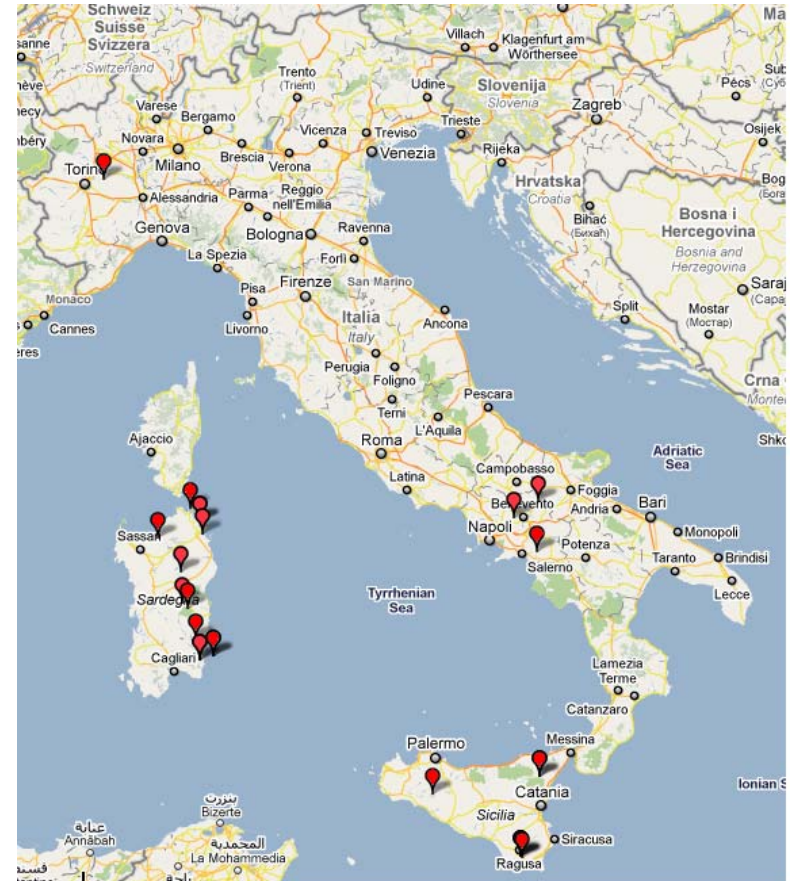 Schweiz
Suisse
Svizzera
Switzerland
Villach
Klagenfurt am
Wörthersee
Trento
(Trient)
Udine
Slovenija
Slovenia
Pécs
Zagreb
Varese
Bergamo
Novara
Vicenza
Treviso
Trieste
Osijek
Torino
Milano
Brescia
Verona
Venezia
Rijeka
Alessandria
Parma
Reggio
nell'Emilia
Hrvatska
Croatia
Bihać
(Бихаћ)
Bosna i
Hercegovina
Bosnia and
Herzegovina
Genova
Bologna
Ravenna
La Spezia
Forlì
Monaco
Pisa
Firenze
San Marino
Cannes
Livorno
Italia
Italy
Ancona
Split
Mostar
(Мостар)
Perugia
Foligno
Crna
Terni
L'Aquila
Pescara
Ajaccio
Roma
Adriatic
Sea
Latina
Campobasso
Foggia
Benevento
Andria
Bari
Sassari
Napoli
Monopoli
Potenza
Taranto
Brindisi
Salerno
Lecce
Sardegna
Tyrrhenian
Sea
Cagliari
Lamezia
Terme
Catanzaro
Palermo
Messina
Ionian
Catania
Sicilia
Siracusa
Ragusa
بنزرت
Bizerte
عنابة
Annābah
المحمدية
La Mohammedia